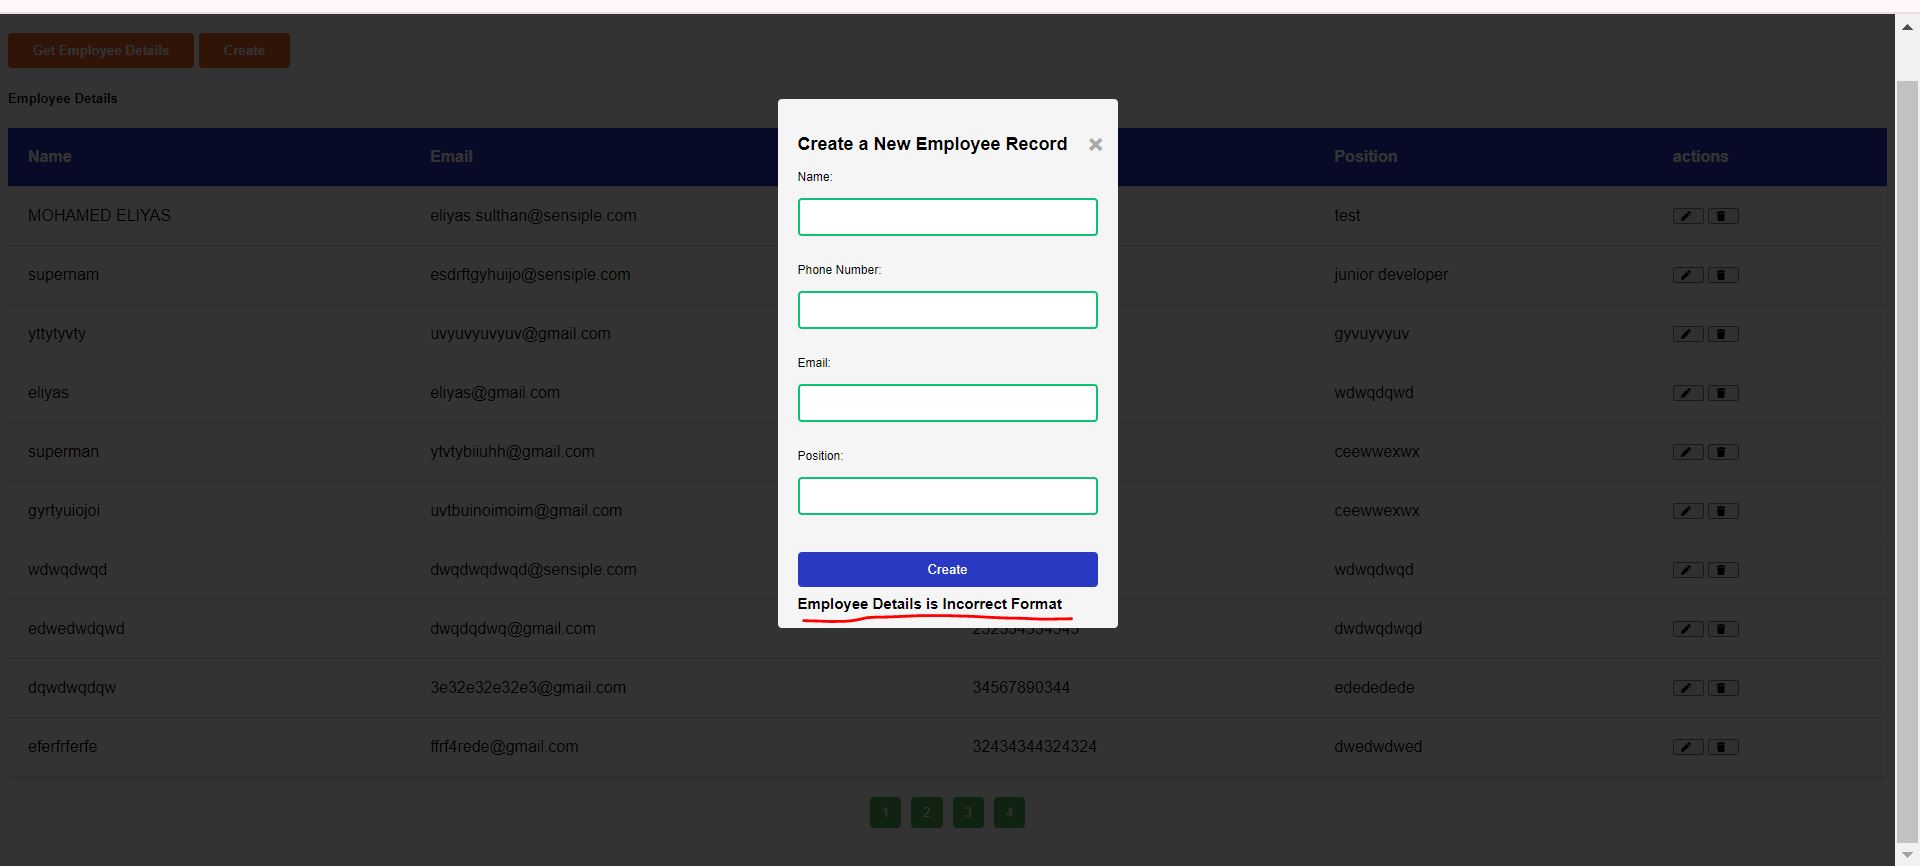 Get Employee Details Create
Employee Details
Name Email Position actions
MOHAMED ELIYAS eliyas.sulthan@sensiple.com test
supernam esdrftgyhuijo@sensiple.com junior developer
yttytyvty uvyuvyuvyuv@gmail.com gyvuyvyuv
eliyas eliyas@gmail.com wdwqdqwd
superman ytvtybiiuhh@gmail.com ceewwexwx
gyrtyuiojoi uvtbuinoimoim@gmail.com ceewwexwx
wdwqdwqd dwqdwqdwqd@sensiple.com wdwqdwqd
edwedwdqwd dwqdqdwq@gmail.com dwdwqdwqd
dqwdwqdqw 3e32e32e32e3@gmail.com 34567890344 edededede
eferfrferfe ffrf4rede@gmail.com 32434344324324 dwedwdwed
1 2 3 4
Create a New Employee Record ×
Name:
Phone Number:
Email:
Position:
Create
Employee Details is Incorrect Format